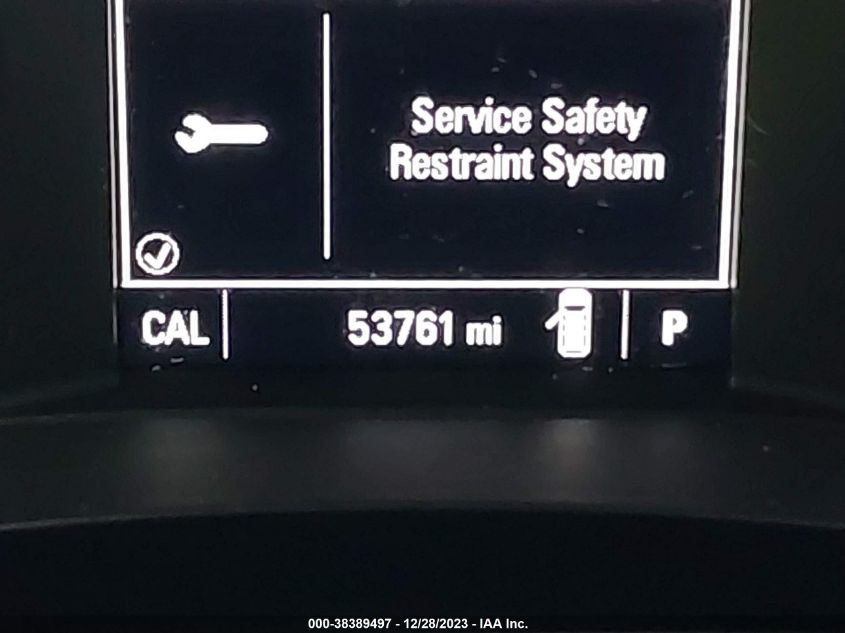 Service Safety
Restraint System
CAL 53761 mi P
000-38389497 - 12/28/2023 - IAA Inc.